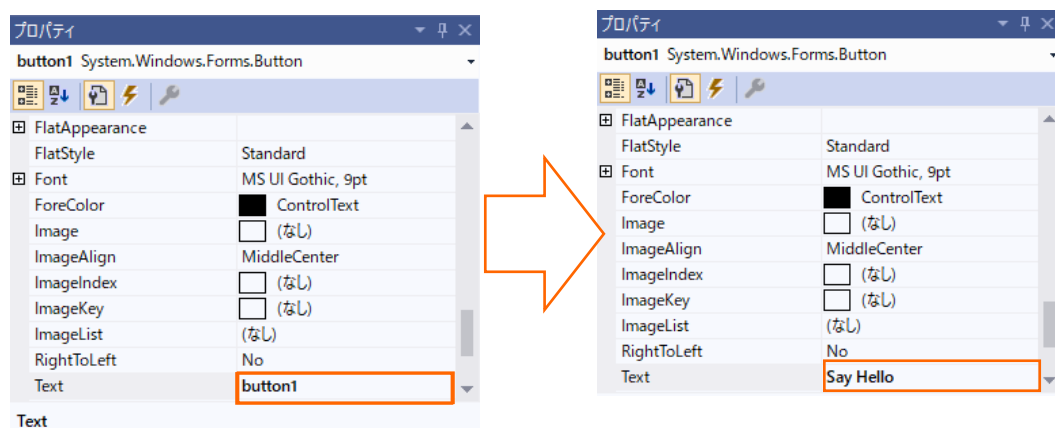 プロパティ
button1 System.Windows.Forms.Button
FlatAppearance
FlatStyle Standard
Font MS UI Gothic, 9pt
ForeColor ControlText
Image (なし)
ImageAlign MiddleCenter
ImageIndex (なし)
ImageKey (なし)
ImageList (なし)
RightToLeft No
Text button1
Text
プロパティ
button1 System.Windows.Forms.Button
FlatAppearance
FlatStyle Standard
Font MS UI Gothic, 9pt
ForeColor ControlText
Image (なし)
ImageAlign MiddleCenter
ImageIndex (なし)
ImageKey (なし)
ImageList (なし)
RightToLeft No
Text Say Hello